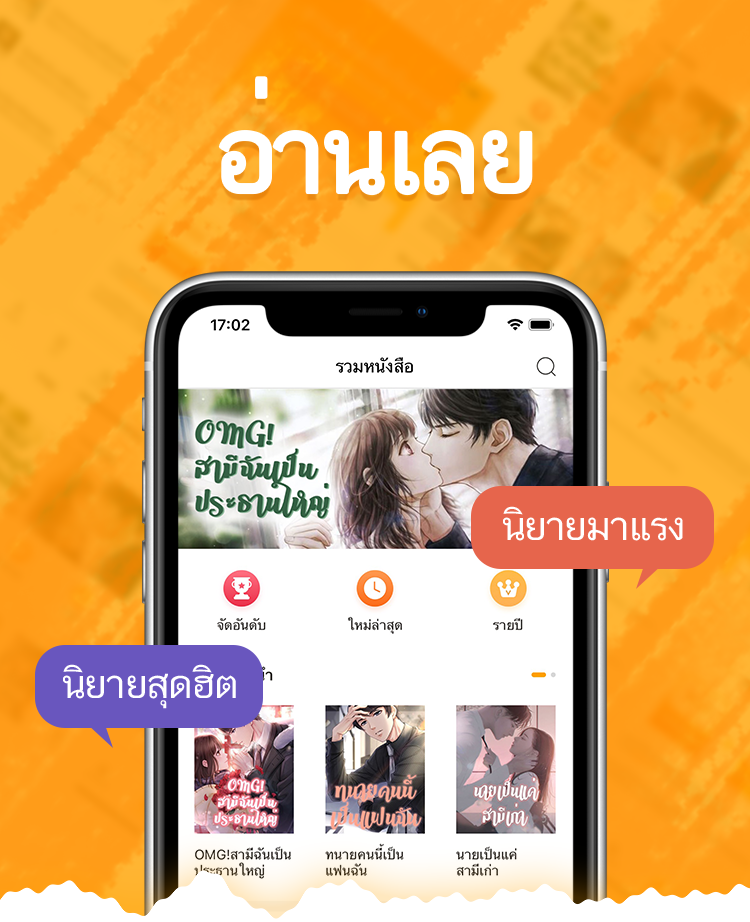 อ่านเลย
17:02
รวมหนังสือ
OMG!
สามีฉันเป็น
ประธานใหญ่
นิยายมาแรง
จัดอันดับ
ใหม่ล่าสุด
รายปี
นิยายสุดฮิต
OMG!
สามีฉันเป็น
ประธานใหญ่
ทนายคนนี้
เป็นแฟนฉัน
นายเป็นแค่
สามีเก่า
OMG!สามีฉันเป็น
ประธานใหญ่
ทนายคนนี้เป็น
แฟนฉัน
นายเป็นแค่
สามีเก่า